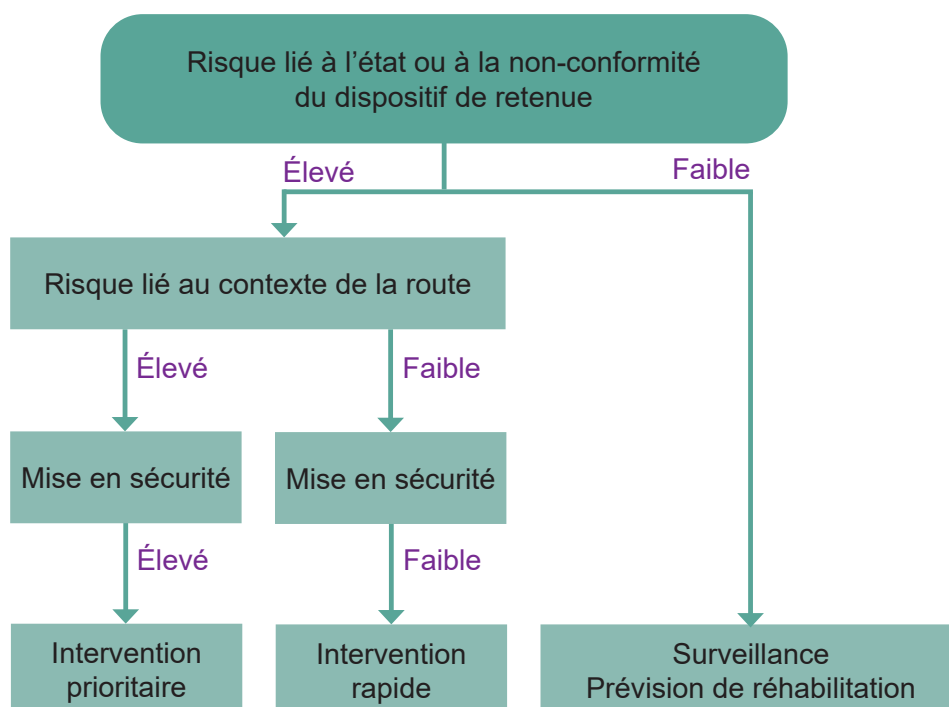 Risque lié à l'état ou à la non-conformité
du dispositif de retenue
Élevé
Faible
Risque lié au contexte de la route
Élevé
Faible
Mise en sécurité
Mise en sécurité
Élevé
Faible
Intervention
prioritaire
Intervention
rapide
Surveillance
Prévision de réhabilitation